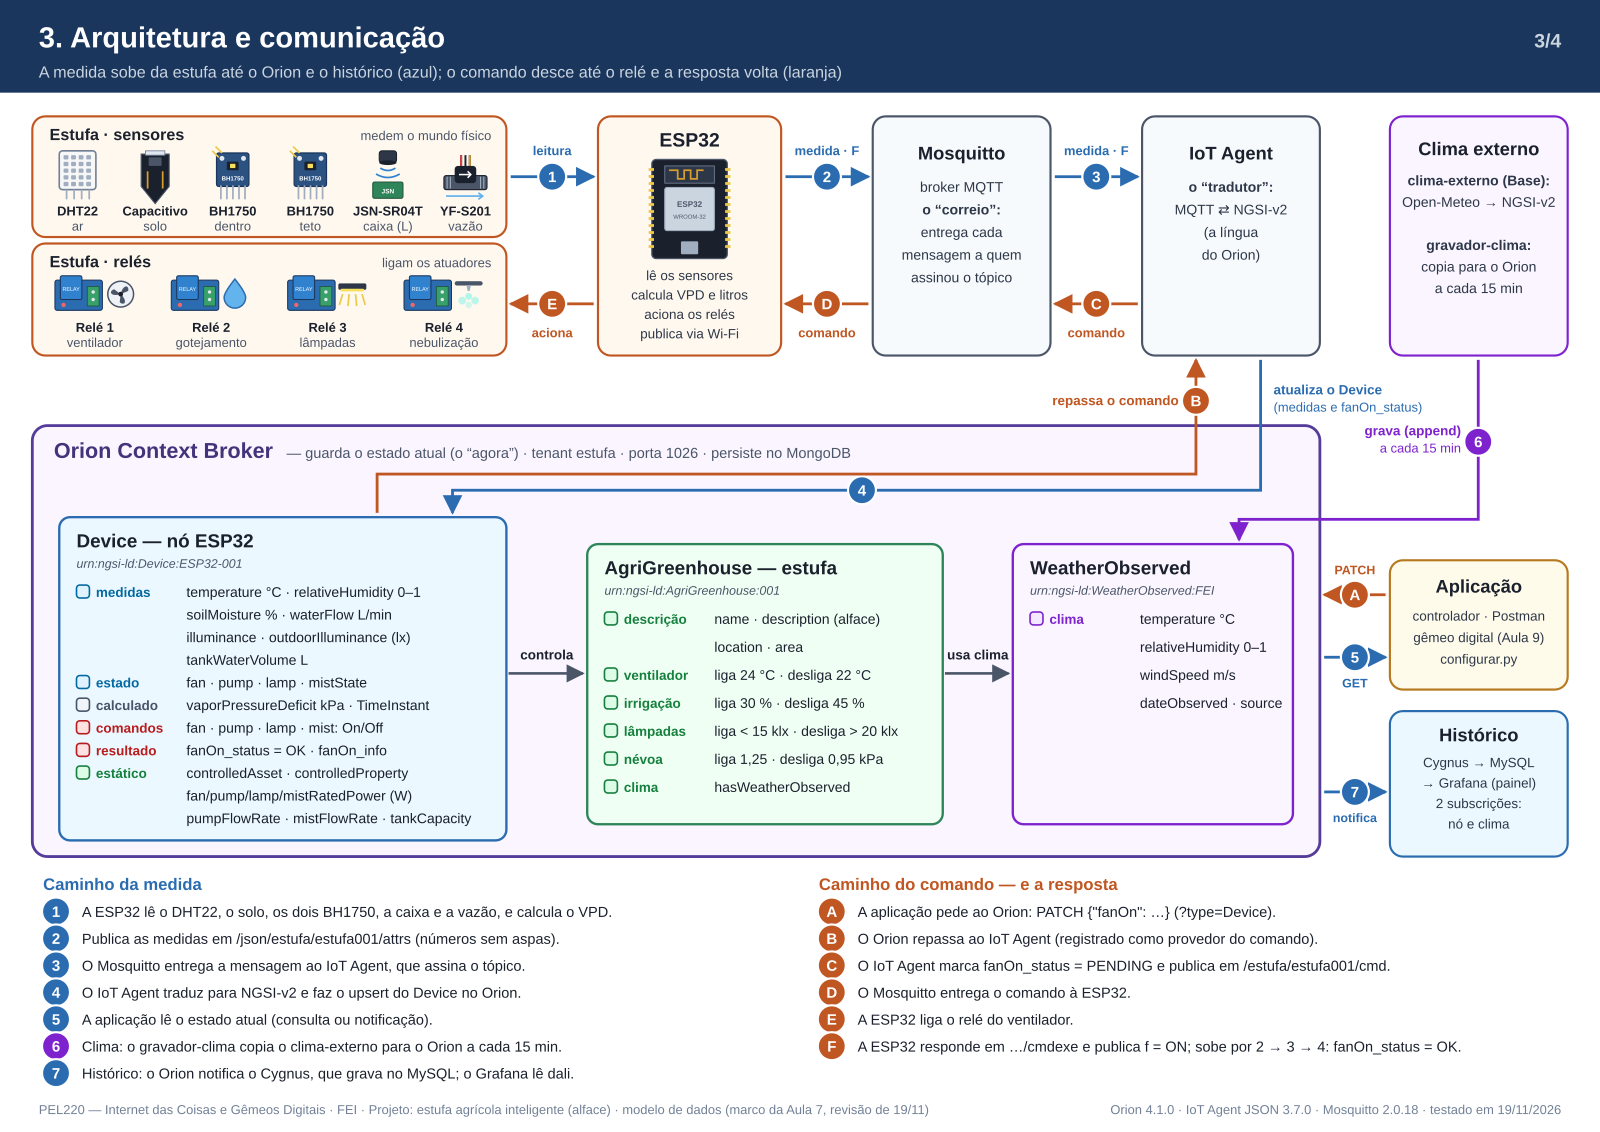 3. Arquitetura e comunicação
3/4
A medida sobe da estufa até o Orion e o histórico (azul); o comando desce até o relé e a resposta volta (laranja)
Estufa · sensores
medem o mundo físico
BH1750
BH1750
JSN
DHT22
ar
Capacitivo
solo
BH1750
dentro
BH1750
teto
JSN-SR04T
caixa (L)
YF-S201
vazão
Estufa · relés
ligam os atuadores
RELAY
RELAY
RELAY
RELAY
Relé 1
ventilador
Relé 2
gotejamento
Relé 3
lâmpadas
Relé 4
nebulização
leitura
1
E
aciona
ESP32
ESP32
WROOM-32
lê os sensores
calcula VPD e litros
aciona os relés
publica via Wi-Fi
medida · F
2
D
comando
Mosquitto
broker MQTT
o “correio”:
entrega cada
mensagem a quem
assinou o tópico
medida · F
3
C
comando
IoT Agent
o “tradutor”:
MQTT ⇄ NGSI-v2
(a língua
do Orion)
Clima externo
clima-externo (Base):
Open-Meteo → NGSI-v2
gravador-clima:
copia para o Orion
a cada 15 min
repassa o comando
B
atualiza o Device
(medidas e fanOn_status)
grava (append)
a cada 15 min
6
Orion Context Broker
— guarda o estado atual (o “agora”) · tenant estufa · porta 1026 · persiste no MongoDB
4
Device — nó ESP32
urn:ngsi-ld:Device:ESP32-001
medidas
temperature °C · relativeHumidity 0–1
soilMoisture % · waterFlow L/min
illuminance · outdoorIlluminance (lx)
tankWaterVolume L
estado
fan · pump · lamp · mistState
calculado
vaporPressureDeficit kPa · TimeInstant
comandos
fan · pump · lamp · mist: On/Off
resultado
fanOn_status = OK · fanOn_info
estático
controlledAsset · controlledProperty
fan/pump/lamp/mistRatedPower (W)
pumpFlowRate · mistFlowRate · tankCapacity
controla
AgriGreenhouse — estufa
urn:ngsi-ld:AgriGreenhouse:001
descrição
name · description (alface)
location · area
ventilador
liga 24 °C · desliga 22 °C
irrigação
liga 30 % · desliga 45 %
lâmpadas
liga < 15 klx · desliga > 20 klx
névoa
liga 1,25 · desliga 0,95 kPa
clima
hasWeatherObserved
usa clima
WeatherObserved
urn:ngsi-ld:WeatherObserved:FEI
clima
temperature °C
relativeHumidity 0–1
windSpeed m/s
dateObserved · source
PATCH
A
5
GET
7
notifica
Aplicação
controlador · Postman
gêmeo digital (Aula 9)
configurar.py
Histórico
Cygnus → MySQL
→ Grafana (painel)
2 subscrições:
nó e clima
Caminho da medida
1 A ESP32 lê o DHT22, o solo, os dois BH1750, a caixa e a vazão, e calcula o VPD.
2 Publica as medidas em /json/estufa/estufa001/attrs (números sem aspas).
3 O Mosquitto entrega a mensagem ao IoT Agent, que assina o tópico.
4 O IoT Agent traduz para NGSI-v2 e faz o upsert do Device no Orion.
5 A aplicação lê o estado atual (consulta ou notificação).
6 Clima: o gravador-clima copia o clima-externo para o Orion a cada 15 min.
7 Histórico: o Orion notifica o Cygnus, que grava no MySQL; o Grafana lê dali.
Caminho do comando — e a resposta
A A aplicação pede ao Orion: PATCH {"fanOn": …} (?type=Device).
B O Orion repassa ao IoT Agent (registrado como provedor do comando).
C O IoT Agent marca fanOn_status = PENDING e publica em /estufa/estufa001/cmd.
D O Mosquitto entrega o comando à ESP32.
E A ESP32 liga o relé do ventilador.
F A ESP32 responde em …/cmdexe e publica f = ON; sobe por 2 → 3 → 4: fanOn_status = OK.
PEL220 — Internet das Coisas e Gêmeos Digitais · FEI · Projeto: estufa agrícola inteligente (alface) · modelo de dados (marco da Aula 7, revisão de 19/11)
Orion 4.1.0 · IoT Agent JSON 3.7.0 · Mosquitto 2.0.18 · testado em 19/11/2026